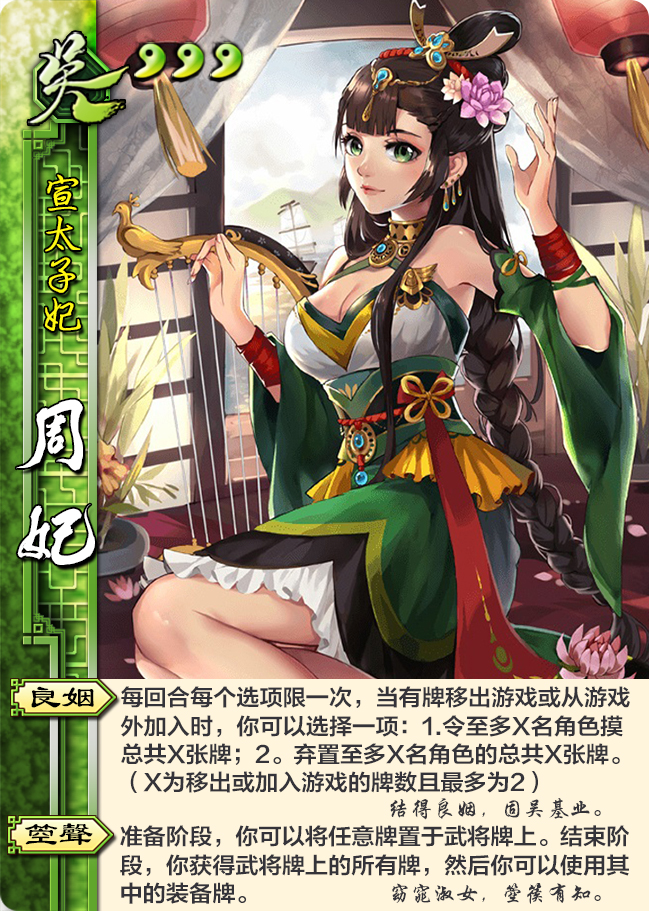 吴
999
宣太子妃
周妃
良姻
每回合每个选项限一次，当有牌移出游戏或从游戏
外加入时，你可以选择一项：1.令至多X名角色摸
总共X张牌；2。弃置至多X名角色的总共X张牌。
（X为移出或加入游戏的牌数且最多为2）
结得良姻，固吴基业。
箜聲
准备阶段，你可以将任意牌置于武将牌上。结束阶
段，你获得武将牌上的所有牌，然后你可以使用其
中的装备牌。
窈窕淑女，箜篌有知。